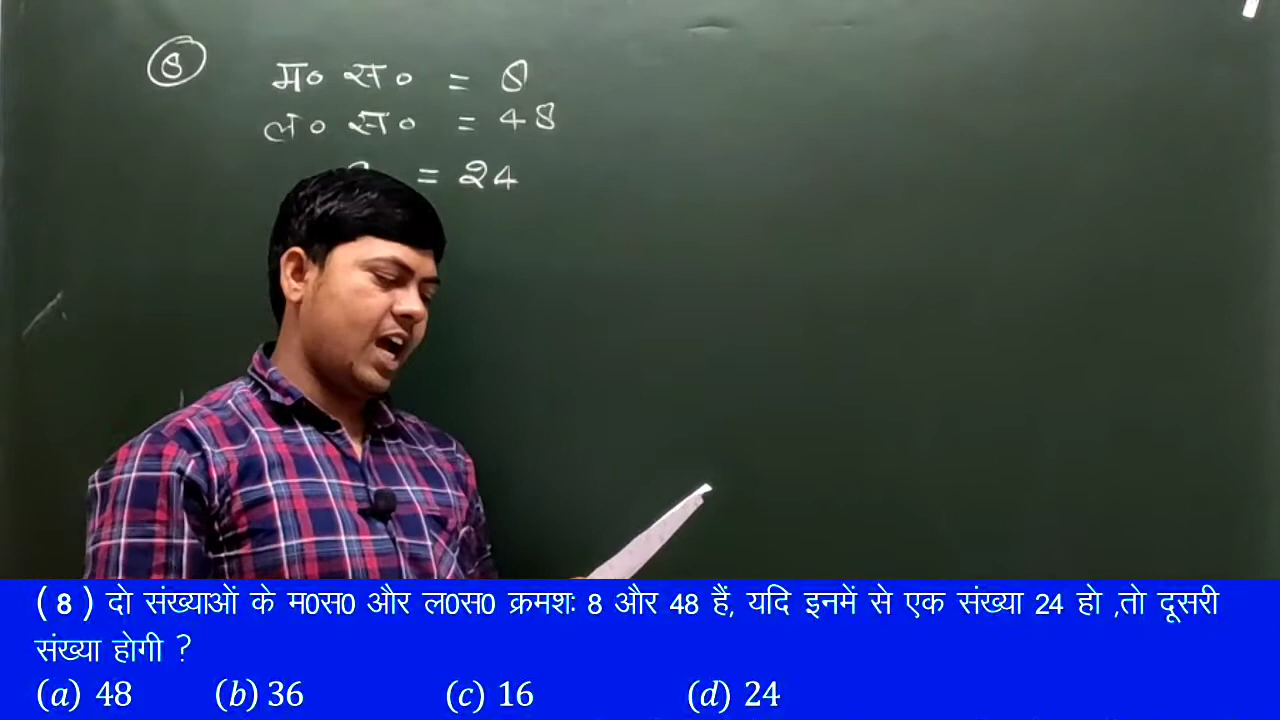 8
म० स० = 8
ल० स० = 48
= 24
( 8 ) दो संख्याओं के म0स0 और ल0स0 क्रमशः 8 और 48 हैं, यदि इनमें से एक संख्या 24 हो ,तो दूसरी
संख्या होगी ?
(a) 48 (b) 36 (c) 16 (d) 24